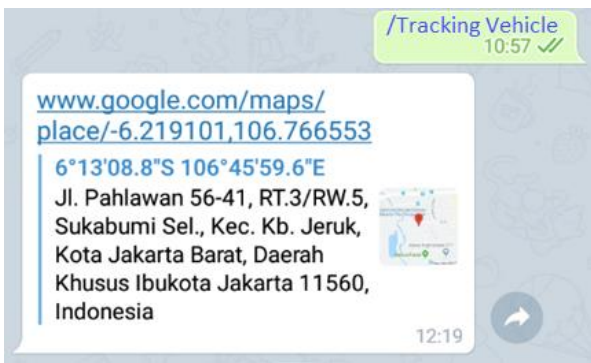 /Tracking Vehicle
10:57
www.google.com/maps/
place/-6.219101,106.766553
6°13'08.8"S 106°45'59.6"E
Jl. Pahlawan 56-41, RT.3/RW.5,
Sukabumi Sel., Kec. Kb. Jeruk,
Kota Jakarta Barat, Daerah
Khusus Ibukota Jakarta 11560,
Indonesia
12:19